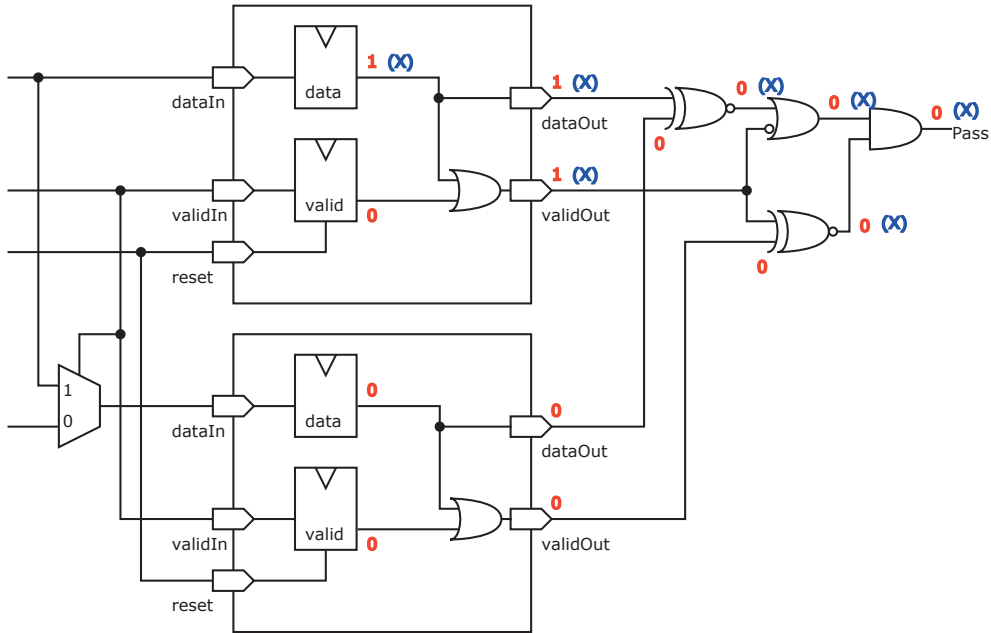 data
1 (X)
dataIn
1 (X)
dataOut
0
0 (X)
0 (X)
0 (X)
Pass
valid
0
validIn
1 (X)
validOut
reset
0
0 (X)
1
0
data
0
dataIn
0
dataOut
valid
0
validIn
0
validOut
reset